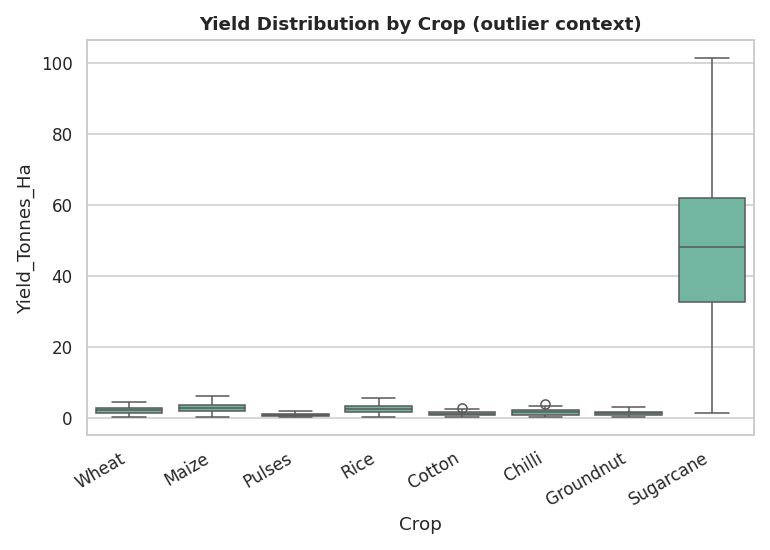 Yield Distribution by Crop (outlier context)
Yield_Tonnes_Ha
100
80
60
40
20
0
Wheat
Maize
Pulses
Rice
Cotton
Chilli
Groundnut
Sugarcane
Crop